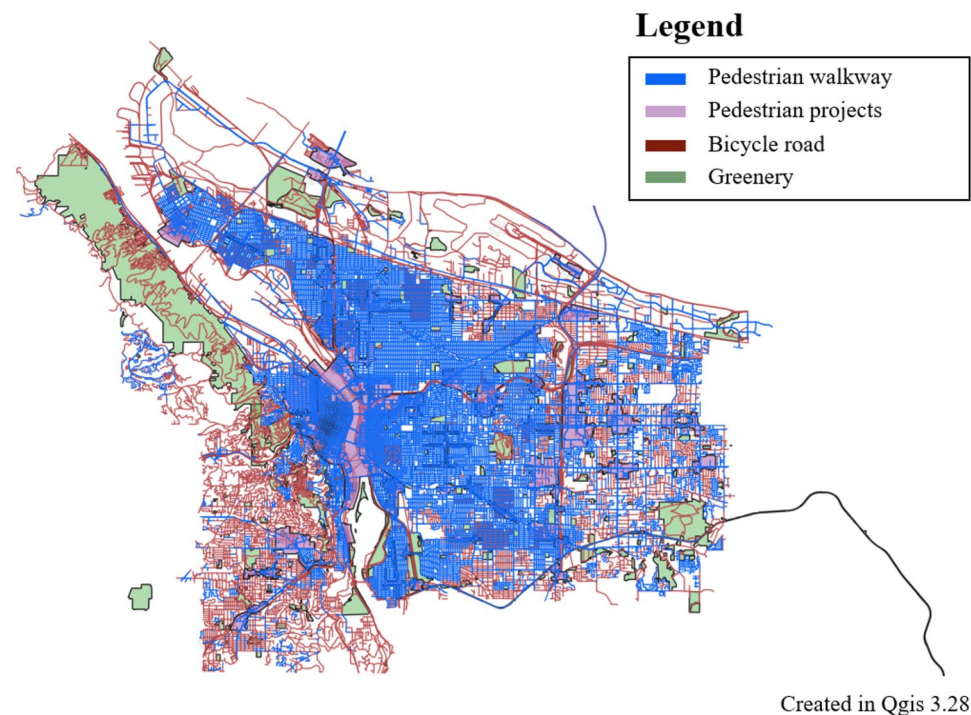 Legend
Pedestrian walkway
Pedestrian projects
Bicycle road
Greenery
Created in Qgis 3.28